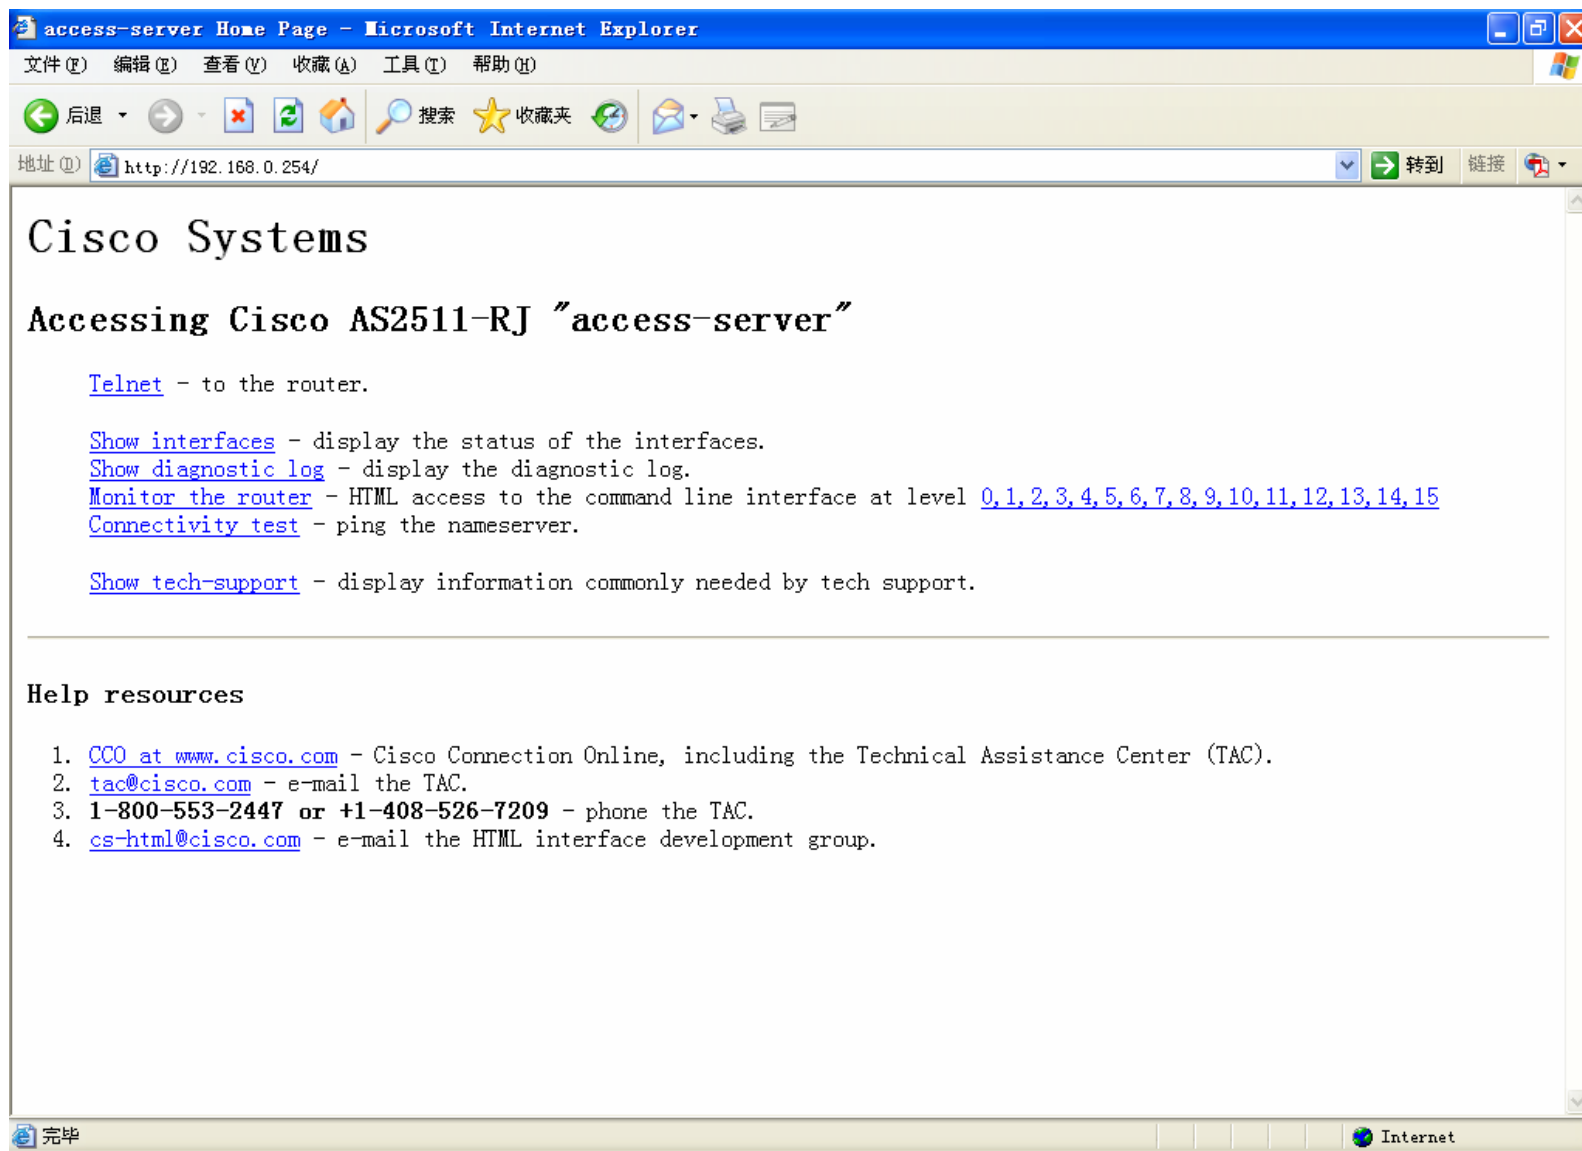 access-server Home Page - Microsoft Internet Explorer
文件(F) 编辑(E) 查看(V) 收藏(A) 工具(T) 帮助(H)
后退 搜索 收藏夹
地址(D) http://192.168.0.254/ 转到 链接
Cisco Systems
Accessing Cisco AS2511-RJ "access-server"
Telnet - to the router.
Show interfaces - display the status of the interfaces.
Show diagnostic log - display the diagnostic log.
Monitor the router - HTML access to the command line interface at level 0,1,2,3,4,5,6,7,8,9,10,11,12,13,14,15
Connectivity test - ping the nameserver.
Show tech-support - display information commonly needed by tech support.
Help resources
1. CCO at www.cisco.com - Cisco Connection Online, including the Technical Assistance Center (TAC).
2. tac@cisco.com - e-mail the TAC.
3. 1-800-553-2447 or +1-408-526-7209 - phone the TAC.
4. cs-html@cisco.com - e-mail the HTML interface development group.
完毕 Internet